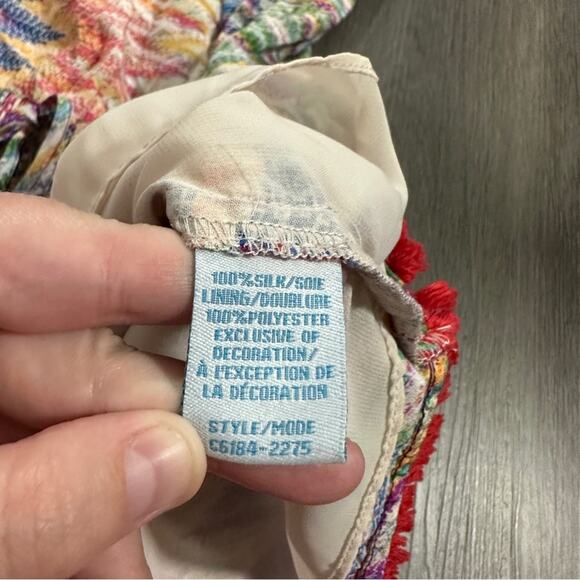 100%SILK/SOIE
LINING/DOUBLURE
100%POLYESTER
EXCLUSIVE OF
DECORATION/
À L'EXCEPTION DE
LA DÉCORATION
STYLE/MODE
C6184-2275